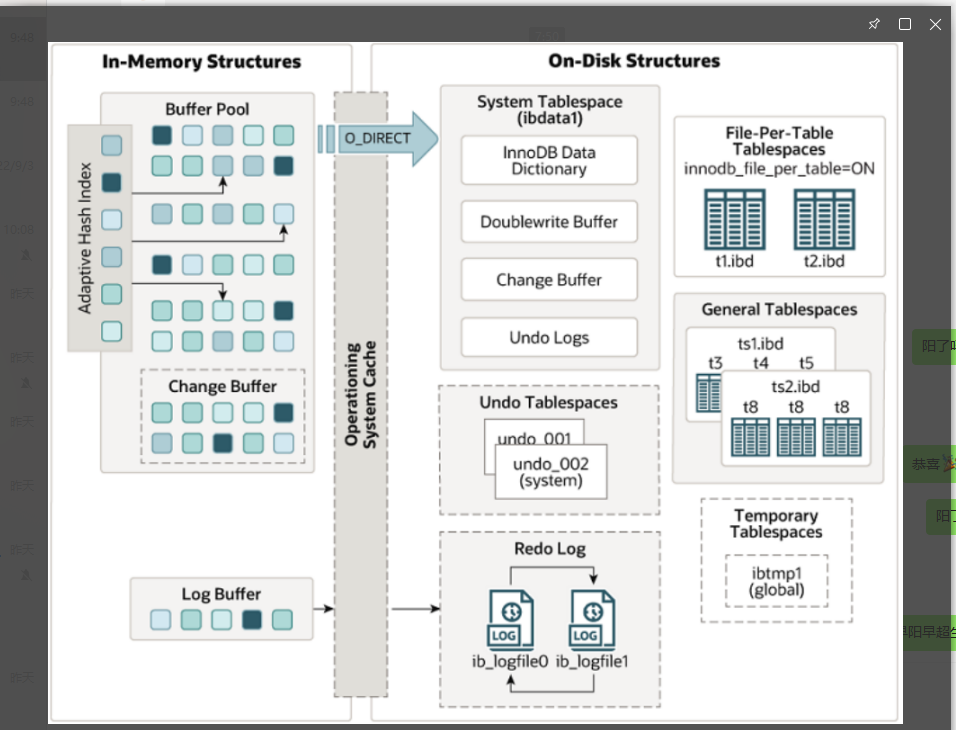 In-Memory Structures
Buffer Pool
Adaptive Hash Index
Change Buffer
Log Buffer
Operationing
System Cache
O_DIRECT
On-Disk Structures
System Tablespace
(ibdata1)
InnoDB Data
Dictionary
Doublewrite Buffer
Change Buffer
Undo Logs
Undo Tablespaces
undo_001
undo_002
(system)
Redo Log
LOG
LOG
ib_logfile0
ib_logfile1
File-Per-Table
Tablespaces
innodb_file_per_table=ON
t1.ibd
t2.ibd
General Tablespaces
ts1.ibd
t3 t4 t5
ts2.ibd
t8 t8 t8
Temporary
Tablespaces
ibtmp1
(global)
9:48
9:48
10:08
昨天
昨天
昨天
昨天
昨天
昨天
阳了
恭喜
阳
早阳早超